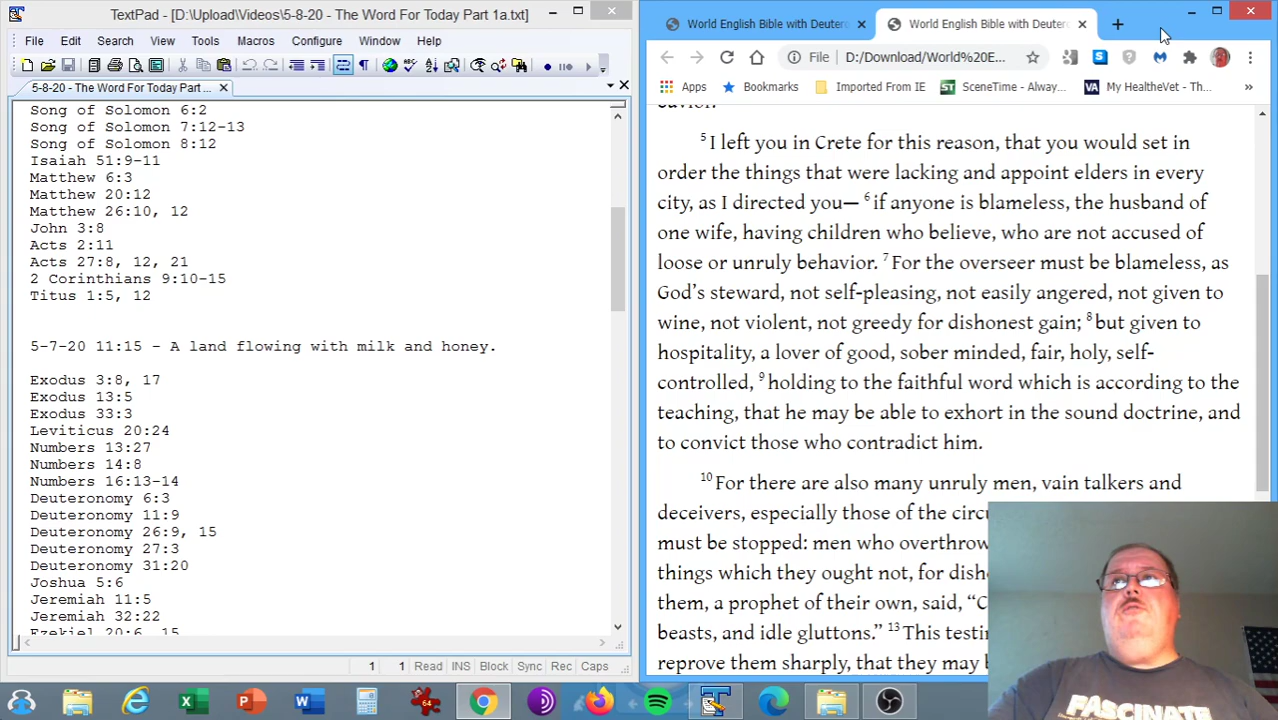 TextPad - [D:\Upload\Videos\5-8-20 - The Word For Today Part 1a.txt]
File Edit Search View Tools Macros Configure Window Help
5-8-20 - The Word For Today Part ...
Song of Solomon 6:2
Song of Solomon 7:12-13
Song of Solomon 8:12
Isaiah 51:9-11
Matthew 6:3
Matthew 20:12
Matthew 26:10, 12
John 3:8
Acts 2:11
Acts 27:8, 12, 21
2 Corinthians 9:10-15
Titus 1:5, 12
5-7-20 11:15 - A land flowing with milk and honey.
Exodus 3:8, 17
Exodus 13:5
Exodus 33:3
Leviticus 20:24
Numbers 13:27
Numbers 14:8
Numbers 16:13-14
Deuteronomy 6:3
Deuteronomy 11:9
Deuteronomy 26:9, 15
Deuteronomy 27:3
Deuteronomy 31:20
Joshua 5:6
Jeremiah 11:5
Jeremiah 32:22
Ezekiel 20:6, 15
1 1 Read INS Block Sync Rec Caps
World English Bible with Deutero
World English Bible with Deutero
File D:/Download/World%20E...
Apps Bookmarks Imported From IE ST SceneTime - Alway... VA My HealtheVet - Th... »
Savior.
5 I left you in Crete for this reason, that you would set in
order the things that were lacking and appoint elders in every
city, as I directed you— 6 if anyone is blameless, the husband of
one wife, having children who believe, who are not accused of
loose or unruly behavior. 7 For the overseer must be blameless, as
God’s steward, not self-pleasing, not easily angered, not given to
wine, not violent, not greedy for dishonest gain; 8 but given to
hospitality, a lover of good, sober minded, fair, holy, self-
controlled, 9 holding to the faithful word which is according to the
teaching, that he may be able to exhort in the sound doctrine, and
to convict those who contradict him.
10 For there are also many unruly men, vain talkers and
deceivers, especially those of the circu
must be stopped: men who overthrow
things which they ought not, for disho
them, a prophet of their own, said, “C
beasts, and idle gluttons.” 13 This testi
reprove them sharply, that they may b
FASCINATE
64